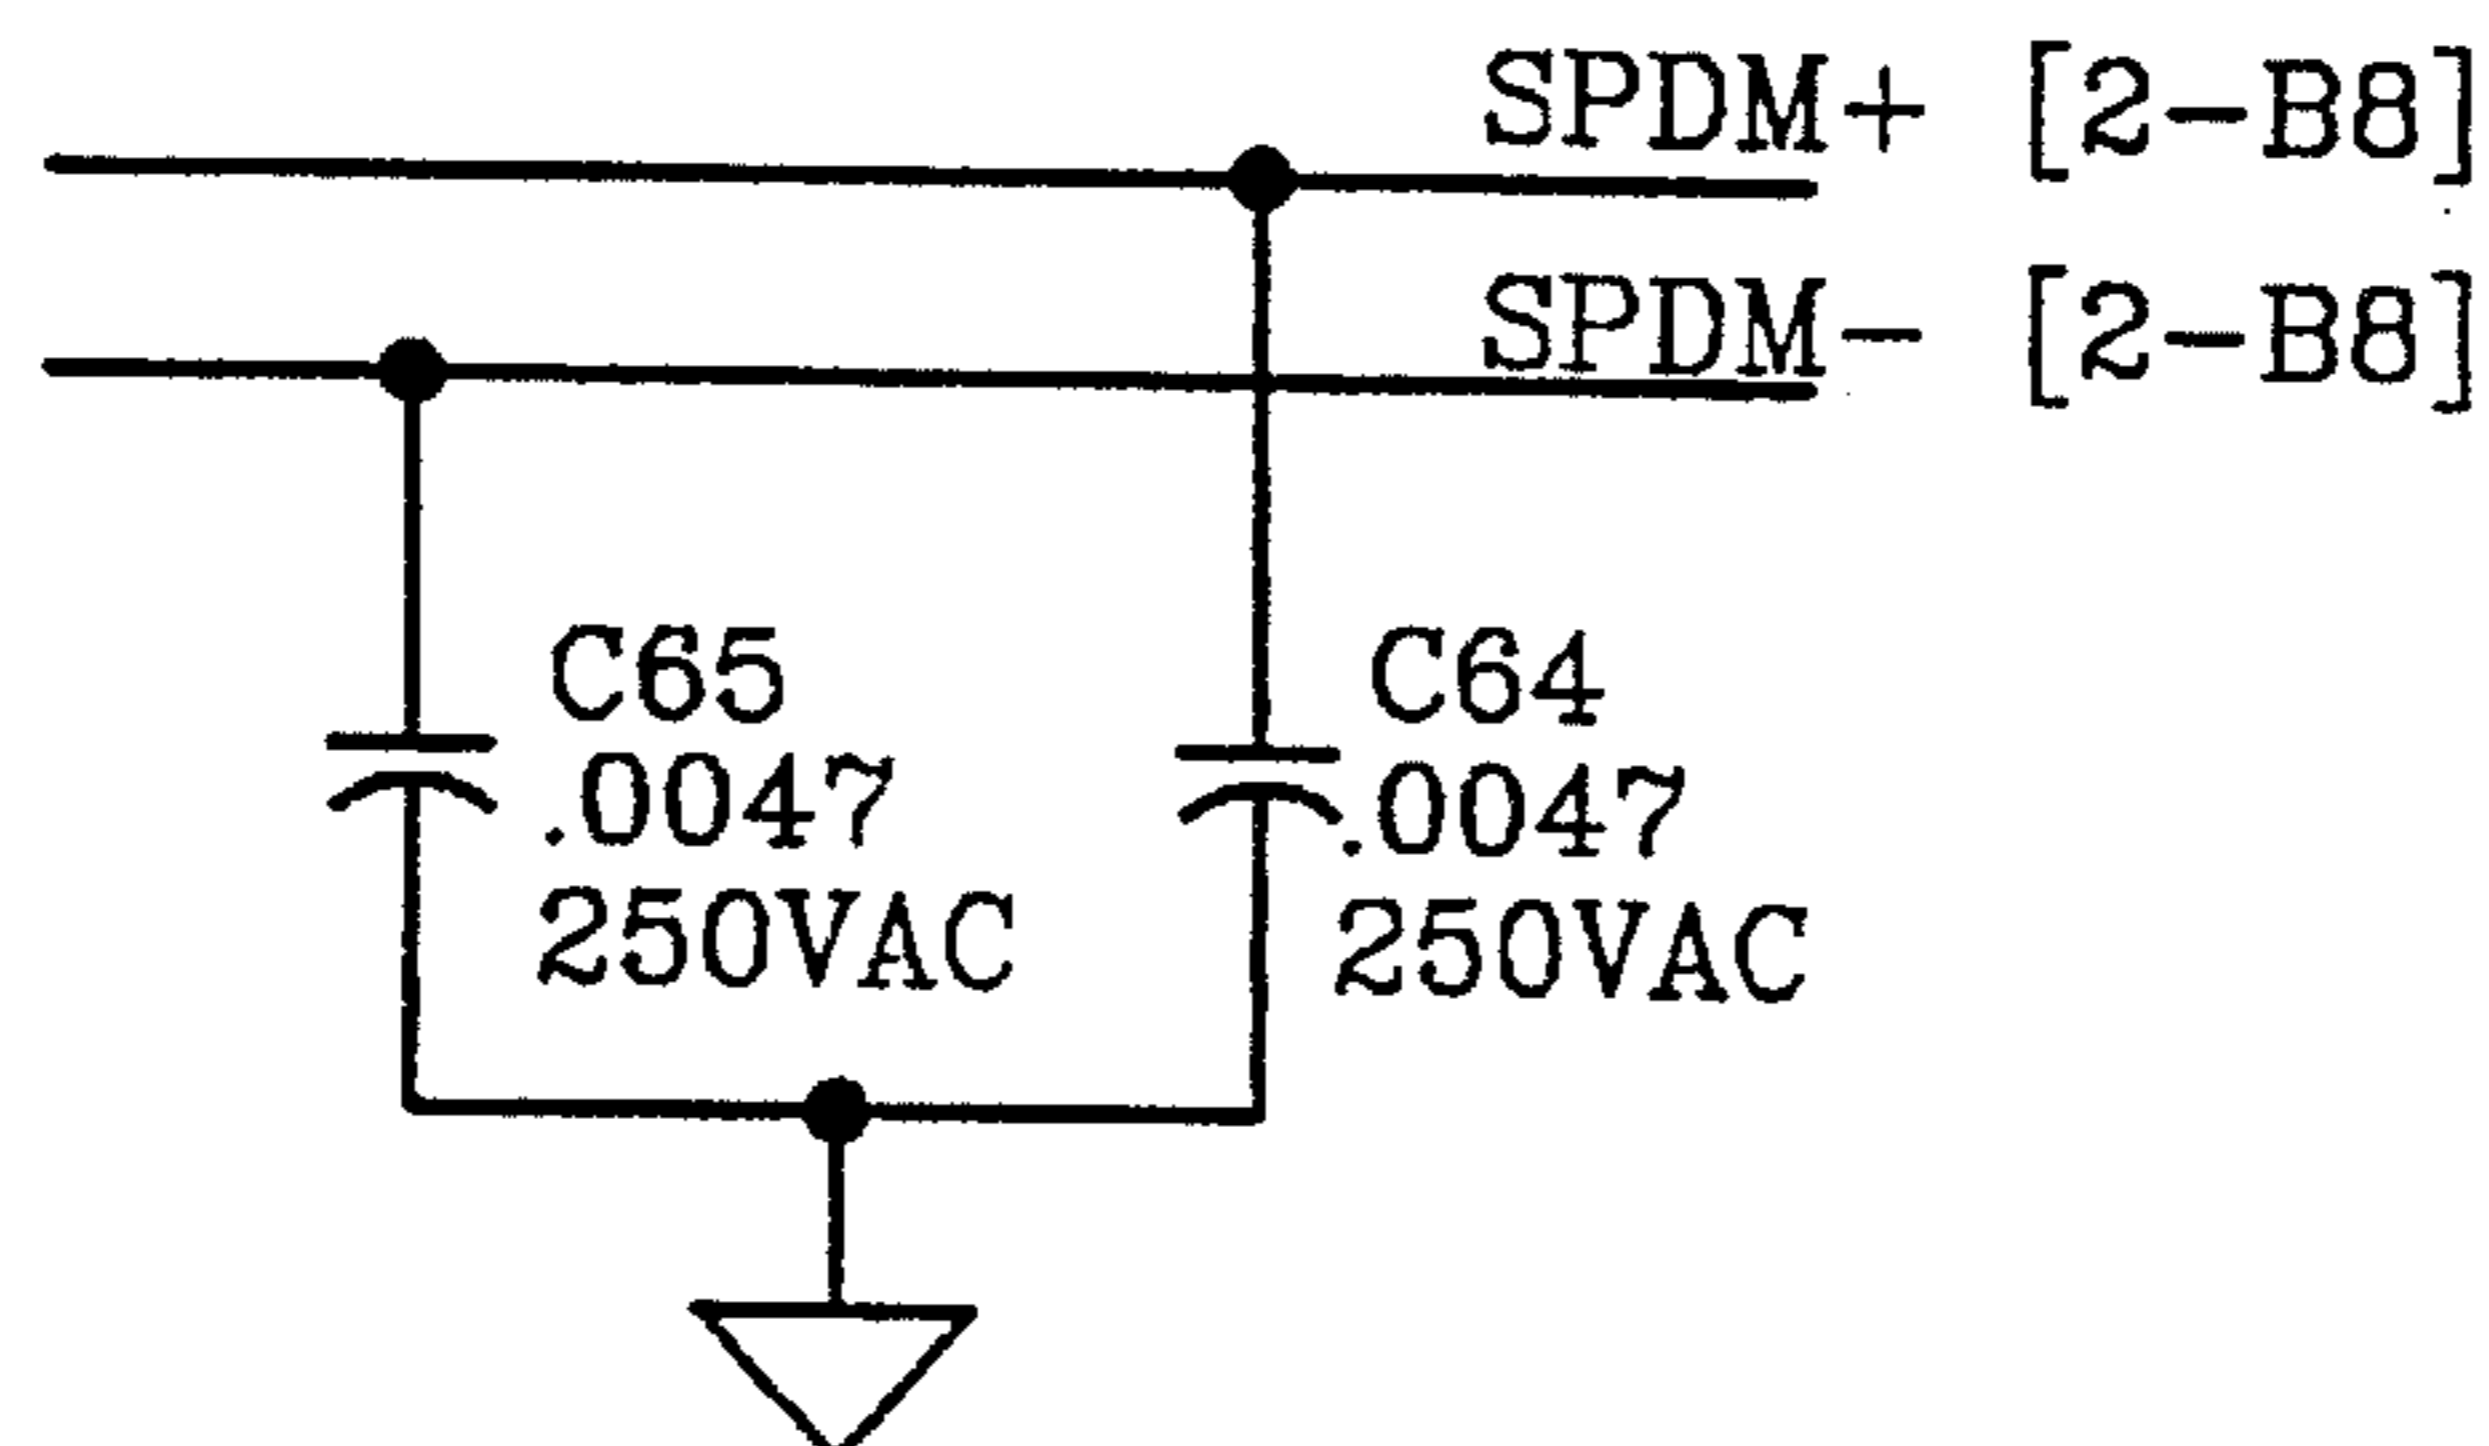 SPDM+ [2-B8]
SPDM- [2-B8]
C65
.0047
250VAC
C64
.0047
250VAC